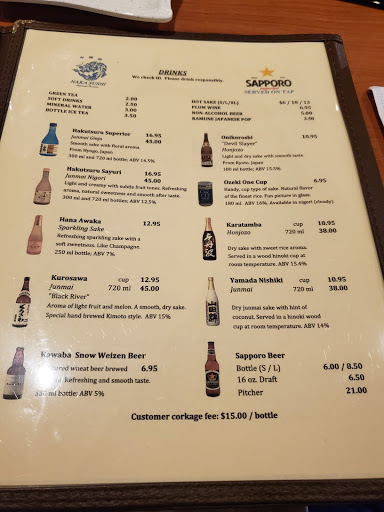 NAKA SUSHI
DRINKS
We check ID. Please drink responsibly.
SAPPORO
SERVED ON TAP
GREEN TEA 2.00
SOFT DRINKS 2.50
MINERAL WATER 3.00
BOTTLE ICE TEA 3.50
HOT SAKE (S/L/XL) $6 / 10 / 13
PLUM WINE 6.95
NON-ALCOHOL BEER 5.00
RAMUNE JAPANESE POP 3.00
Hakutsuru Superior 16.95
Junmai Ginjo 45.00
Smooth sake with floral aroma.
From Hyogo, Japan.
300 ml and 720 ml bottle; ABV 14.5%
Hakutsuru Sayuri 16.95
Junmai Nigori 45.00
Light and creamy with subtle fruit tones. Refreshing
aroma, natural sweetness and smooth after taste.
300 ml and 720 ml bottles; ABV 12.5%
Hana Awaka 12.95
Sparkling Sake
Refreshing sparkling sake with a
soft sweetness. Like Champagne.
250 ml bottle; ABV 7%
Kurosawa cup 12.95
Junmai 720 ml 45.00
"Black River"
Aroma of light fruit and melon. A smooth, dry sake.
Special hand brewed Kimoto style. ABV 15%
Kawaba Snow Weizen Beer
wheat beer brewed 6.95
Refreshing and smooth taste.
ml bottle; ABV 5%
Onikoroshi 10.95
"Devil Slayer"
Honjozo
Light and dry sake with smooth taste.
From Kyoto, Japan
180 ml bottle; ABV 15%
Ozeki One Cup 6.95
Handy, cup type of sake. Natural flavor
of the finest rice. Fun picture in glass.
180 ml. ABV 16%. Available in nigori (cloudy).
Karatamba cup 10.95
Honjozo 720 ml 38.00
Dry sake with sweet rice aroma.
Served in a wood hinoki cup at
room temperature. ABV 15.4%
Yamada Nishiki cup 10.95
Junmai 720 ml 38.00
Dry junmai sake with hint of
coconut. Served in a hinoki wood
cup at room temperature. ABV 14%
Sapporo Beer
Bottle (S / L) 6.00 / 8.50
16 oz. Draft 6.50
Pitcher 21.00
Customer corkage fee: $15.00 / bottle